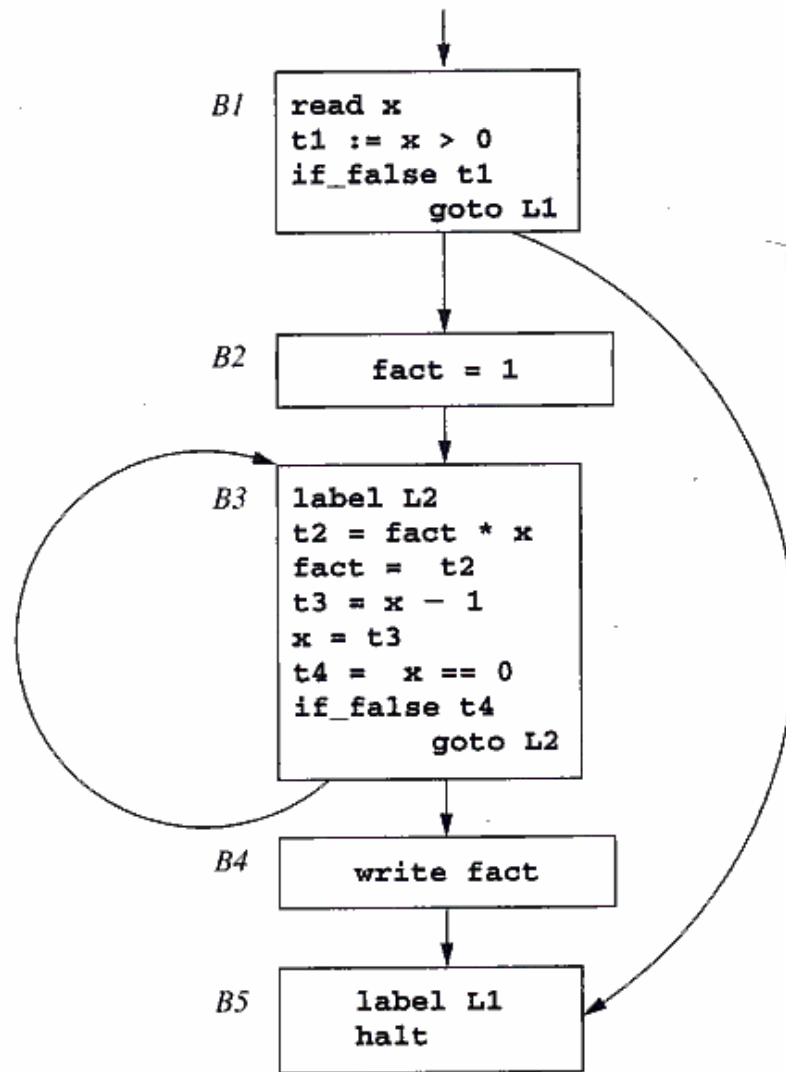 B1
read x
t1 := x > 0
if_false t1
goto L1
B2
fact = 1
B3
label L2
t2 = fact * x
fact = t2
t3 = x - 1
x = t3
t4 = x == 0
if_false t4
goto L2
B4
write fact
B5
label L1
halt